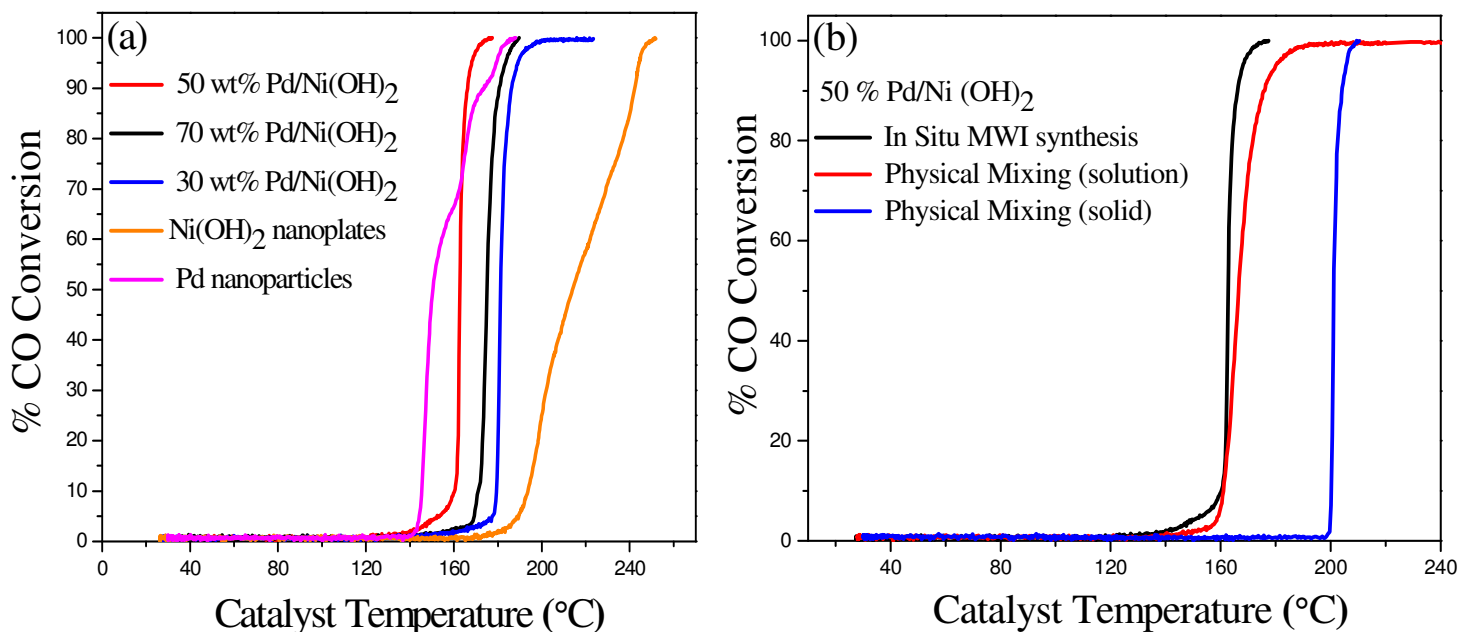 (a)
50 wt% Pd/Ni(OH)2
70 wt% Pd/Ni(OH)2
30 wt% Pd/Ni(OH)2
Ni(OH)2 nanoplates
Pd nanoparticles
100
90
80
70
60
50
40
30
20
10
0
% CO Conversion
0 40 80 120 160 200 240
Catalyst Temperature (°C)
(b)
50 % Pd/Ni (OH)2
In Situ MWI synthesis
Physical Mixing (solution)
Physical Mixing (solid)
100
80
60
40
20
0
% CO Conversion
40 80 120 160 200 240
Catalyst Temperature (°C)